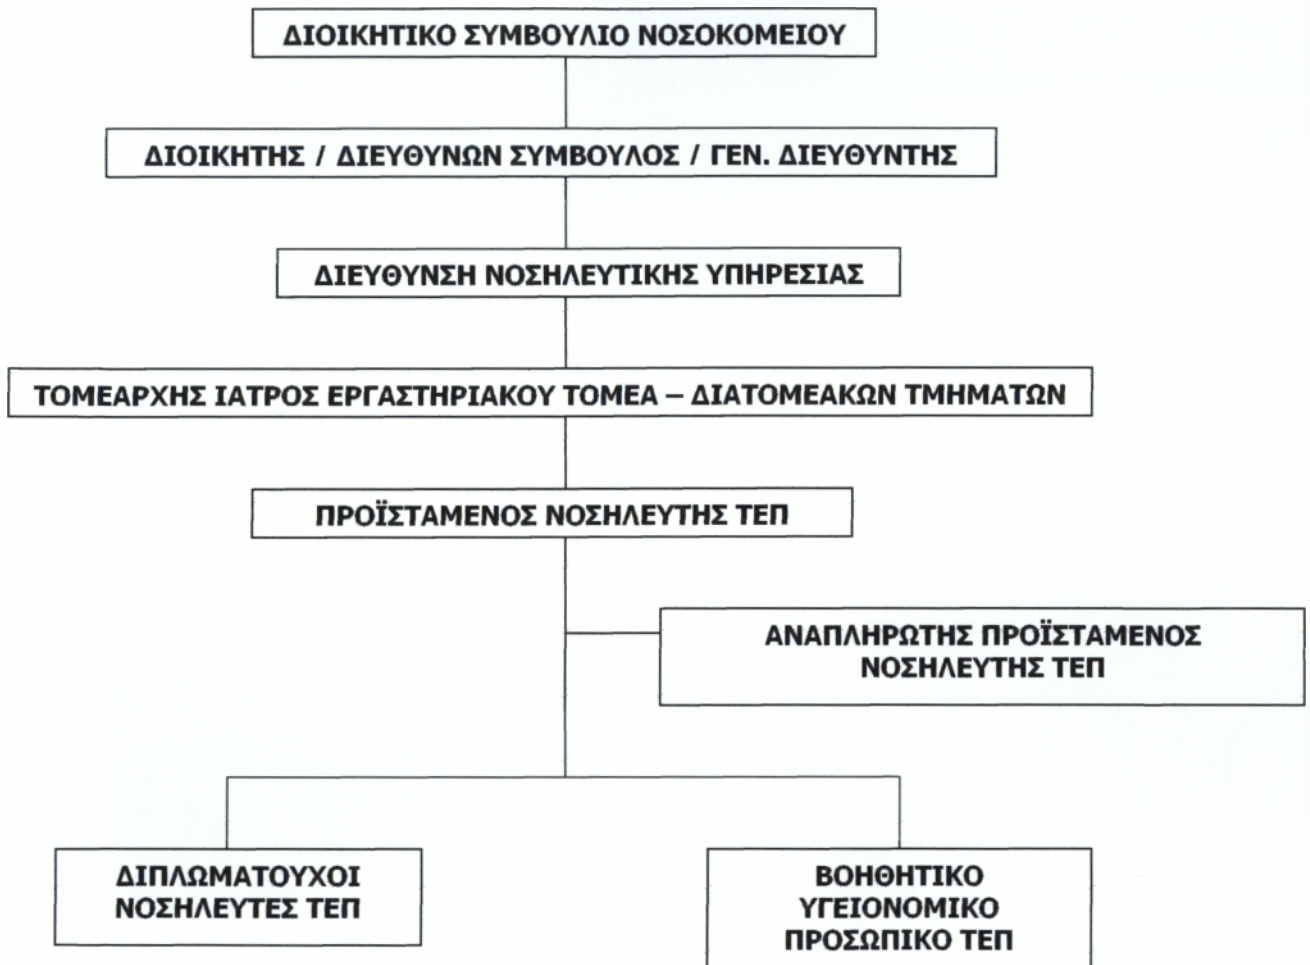 ΔΙΟΙΚΗΤΙΚΟ ΣΥΜΒΟΥΛΙΟ ΝΟΣΟΚΟΜΕΙΟΥ
ΔΙΟΙΚΗΤΗΣ / ΔΙΕΥΘΥΝΩΝ ΣΥΜΒΟΥΛΟΣ / ΓΕΝ. ΔΙΕΥΘΥΝΤΗΣ
ΔΙΕΥΘΥΝΣΗ ΝΟΣΗΛΕΥΤΙΚΗΣ ΥΠΗΡΕΣΙΑΣ
ΤΟΜΕΑΡΧΗΣ ΙΑΤΡΟΣ ΕΡΓΑΣΤΗΡΙΑΚΟΥ ΤΟΜΕΑ – ΔΙΑΤΟΜΕΑΚΩΝ ΤΜΗΜΑΤΩΝ
ΠΡΟΪΣΤΑΜΕΝΟΣ ΝΟΣΗΛΕΥΤΗΣ ΤΕΠ
ΑΝΑΠΛΗΡΩΤΗΣ ΠΡΟΪΣΤΑΜΕΝΟΣ
ΝΟΣΗΛΕΥΤΗΣ ΤΕΠ
ΔΙΠΛΩΜΑΤΟΥΧΟΙ
ΝΟΣΗΛΕΥΤΕΣ ΤΕΠ
ΒΟΗΘΗΤΙΚΟ
ΥΓΕΙΟΝΟΜΙΚΟ
ΠΡΟΣΩΠΙΚΟ ΤΕΠ